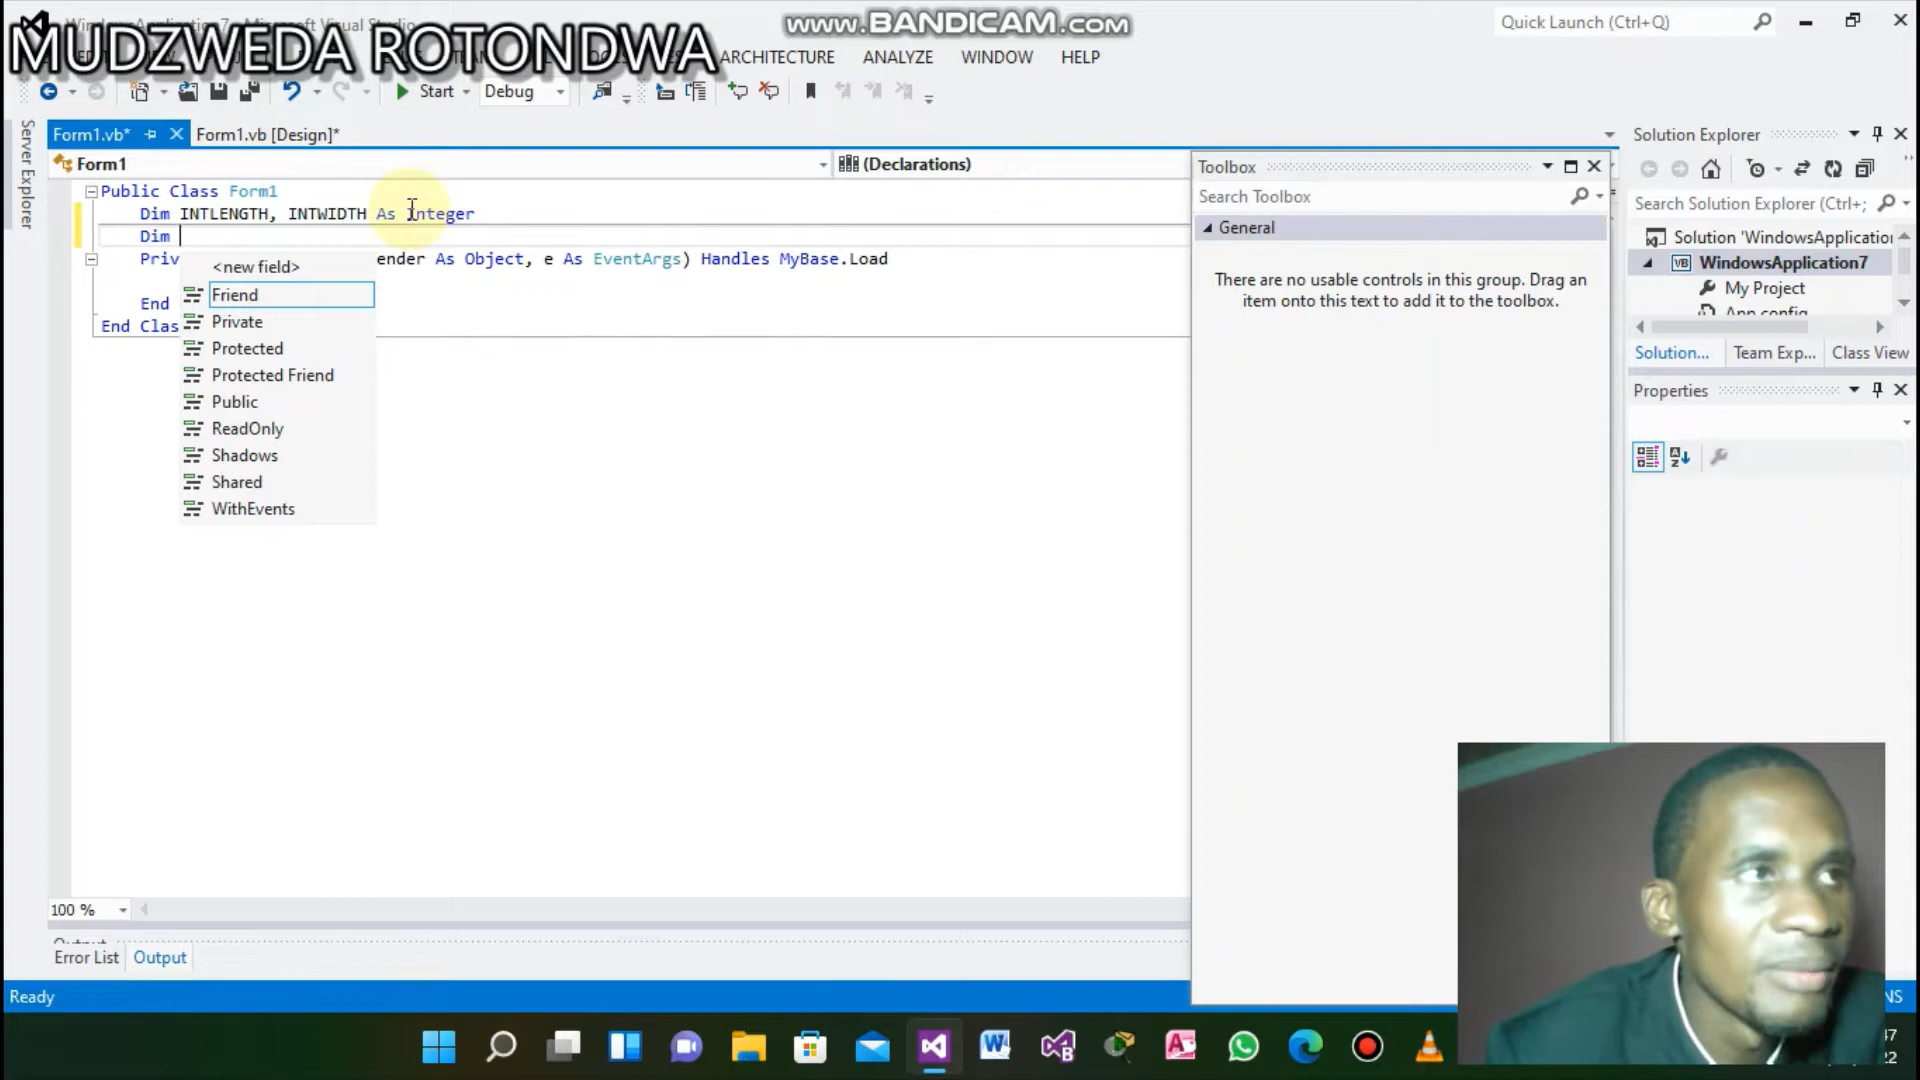 MUDZWEDA ROTONDWA
www.BANDICAM.com
Quick Launch (Ctrl+Q)
ARCHITECTURE ANALYZE WINDOW HELP
Start Debug
Server Explorer
Form1.vb* Form1.vb [Design]*
Form1 (Declarations)
Public Class Form1
Dim INTLENGTH, INTWIDTH As Integer
Dim
ender As Object, e As EventArgs) Handles MyBase.Load
End
End Clas
<new field>
Friend
Private
Protected
Protected Friend
Public
ReadOnly
Shadows
Shared
WithEvents
Toolbox
Search Toolbox
General
There are no usable controls in this group. Drag an
item onto this text to add it to the toolbox.
Solution Explorer
Search Solution Explorer (Ctrl+;
Solution 'WindowsApplication
WindowsApplication7
My Project
App.config
Solution... Team Exp... Class View
Properties
100 %
Output
Error List Output
Ready